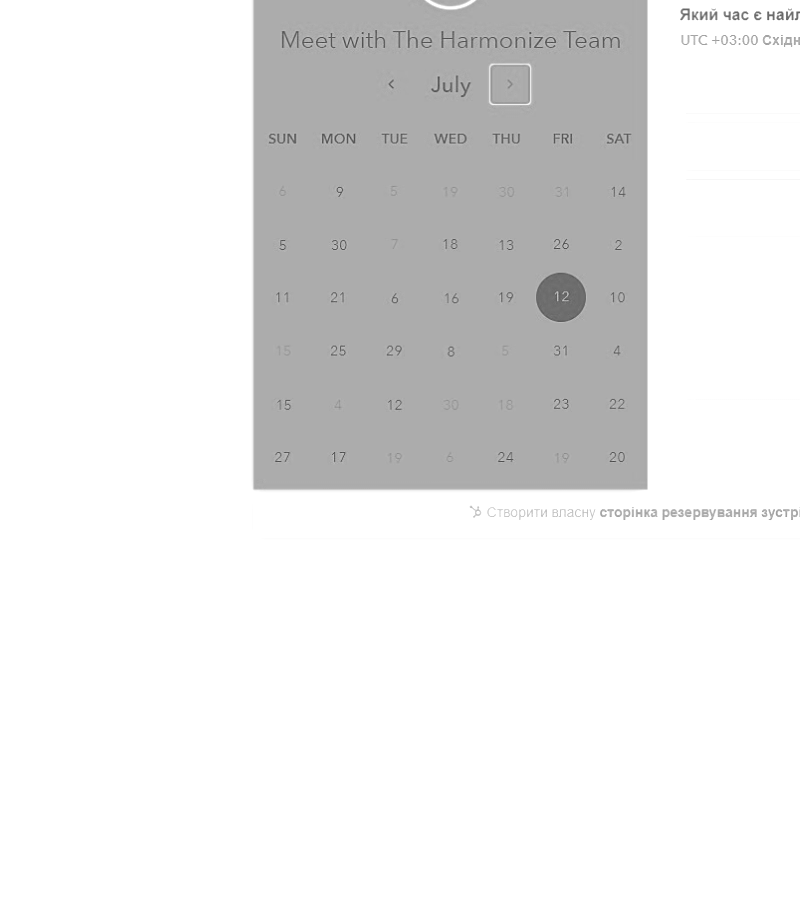 Який час є
UTC +03:00
Meet with The Harmonize Team
July
SUN MON TUE WED THU FRI SAT
6 9 5 19 30 31 14
5 30 7 18 13 26 2
11 21 6 16 19 12 10
15 25 29 8 5 31 4
15 4 12 30 18 23 22
27 17 19 6 24 19 20
Створити власну сторінка резервування